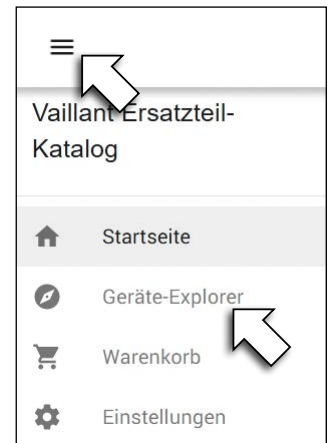 Vaillant Ersatzteil-
Katalog
Startseite
Geräte-Explorer
Warenkorb
Einstellungen